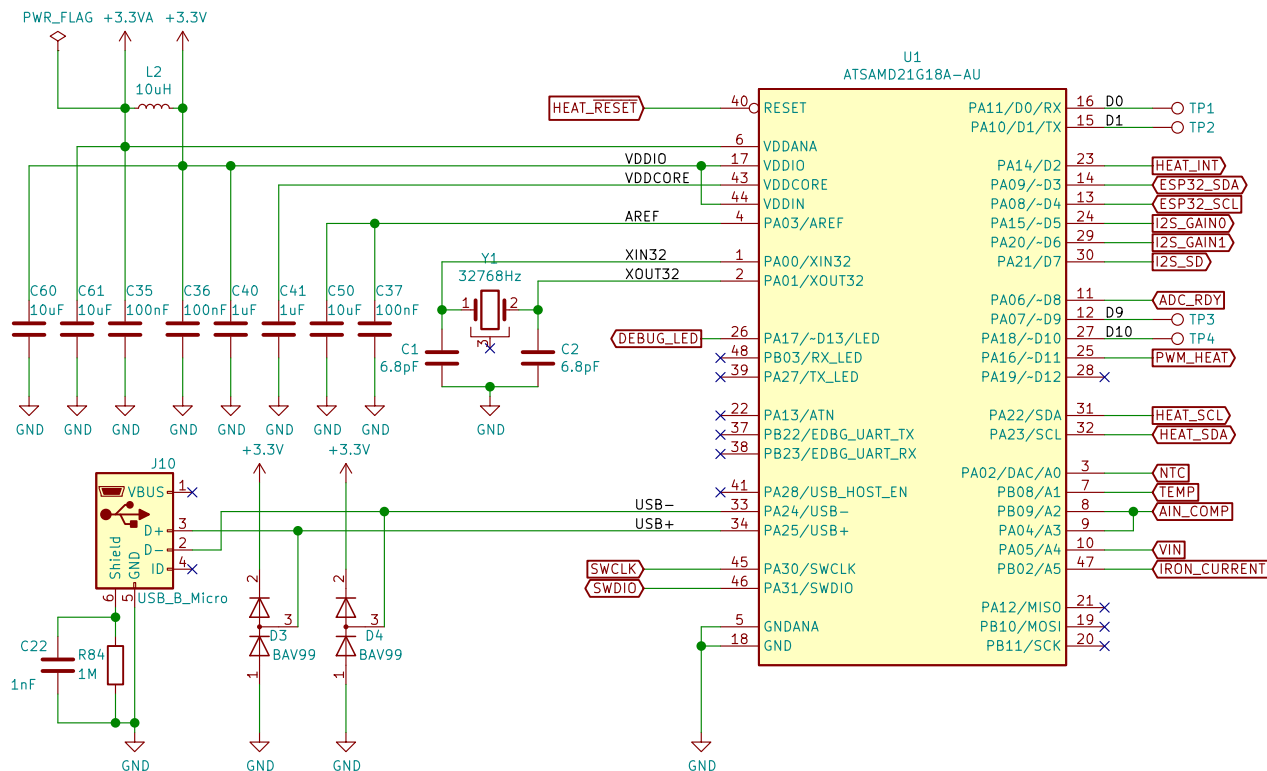 PWR_FLAG +3.3VA +3.3V
L2
10uH
C60
10uF
C61
10uF
C35
100nF
C36
100nF
C40
1uF
C41
1uF
C50
10uF
C37
100nF
GND
GND
GND
GND
GND
GND
GND
GND
Y1
32768Hz
1
2
3
C1
6.8pF
C2
6.8pF
GND
U1
ATSAMD21G18A-AU
HEAT_RESET 40 RESET
6 VDDANA
VDDIO 17 VDDIO
VDDCORE 43 VDDCORE
44 VDDIN
AREF 4 PA03/AREF
XIN32 1 PA00/XIN32
XOUT32 2 PA01/XOUT32
DEBUG_LED 26 PA17/~D13/LED
48 PB03/RX_LED
39 PA27/TX_LED
22 PA13/ATN
37 PB22/EDBG_UART_TX
38 PB23/EDBG_UART_RX
41 PA28/USB_HOST_EN
USB- 33 PA24/USB-
USB+ 34 PA25/USB+
SWCLK 45 PA30/SWCLK
SWDIO 46 PA31/SWDIO
5 GNDANA
18 GND
GND
PA11/D0/RX 16 D0 TP1
PA10/D1/TX 15 D1 TP2
PA14/D2 23 HEAT_INT
PA09/~D3 14 ESP32_SDA
PA08/~D4 13 ESP32_SCL
PA15/~D5 24 I2S_GAIN0
PA20/~D6 29 I2S_GAIN1
PA21/D7 30 I2S_SD
PA06/~D8 11 ADC_RDY
PA07/~D9 12 D9 TP3
PA18/~D10 27 D10 TP4
PA16/~D11 25 PWM_HEAT
PA19/~D12 28
PA22/SDA 31 HEAT_SCL
PA23/SCL 32 HEAT_SDA
PA02/DAC/A0 3 NTC
PB08/A1 7 TEMP
PB09/A2 8 AIN_COMP
PA04/A3 9
PA05/A4 10 VIN
PB02/A5 47 IRON_CURRENT
PA12/MISO 21
PB10/MOSI 19
PB11/SCK 20
J10
VBUS 1
D+ 3
D- 2
ID 4
Shield
GND
6
5
USB_B_Micro
C22
1nF
R84
1M
GND
+3.3V
2
3
D3
BAV99
1
GND
+3.3V
2
3
D4
BAV99
1
GND